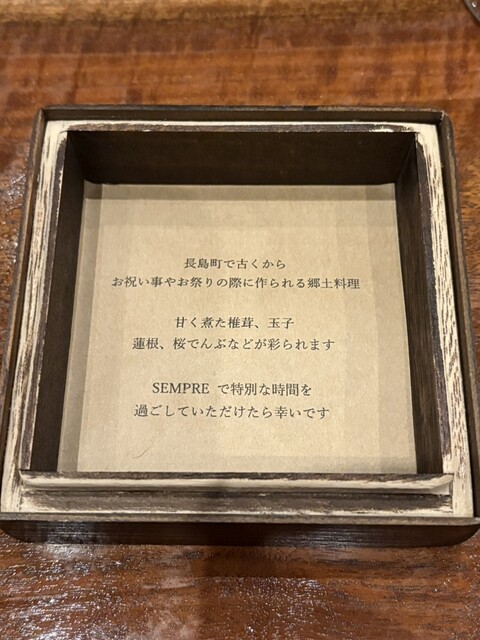 長島町で古くから
お祝い事やお祭りの際に作られる郷土料理
甘く煮た椎茸、玉子
蓮根、桜でんぶなどが彩られます
SEMPRE で特別な時間を
過ごしていただけたら幸いです